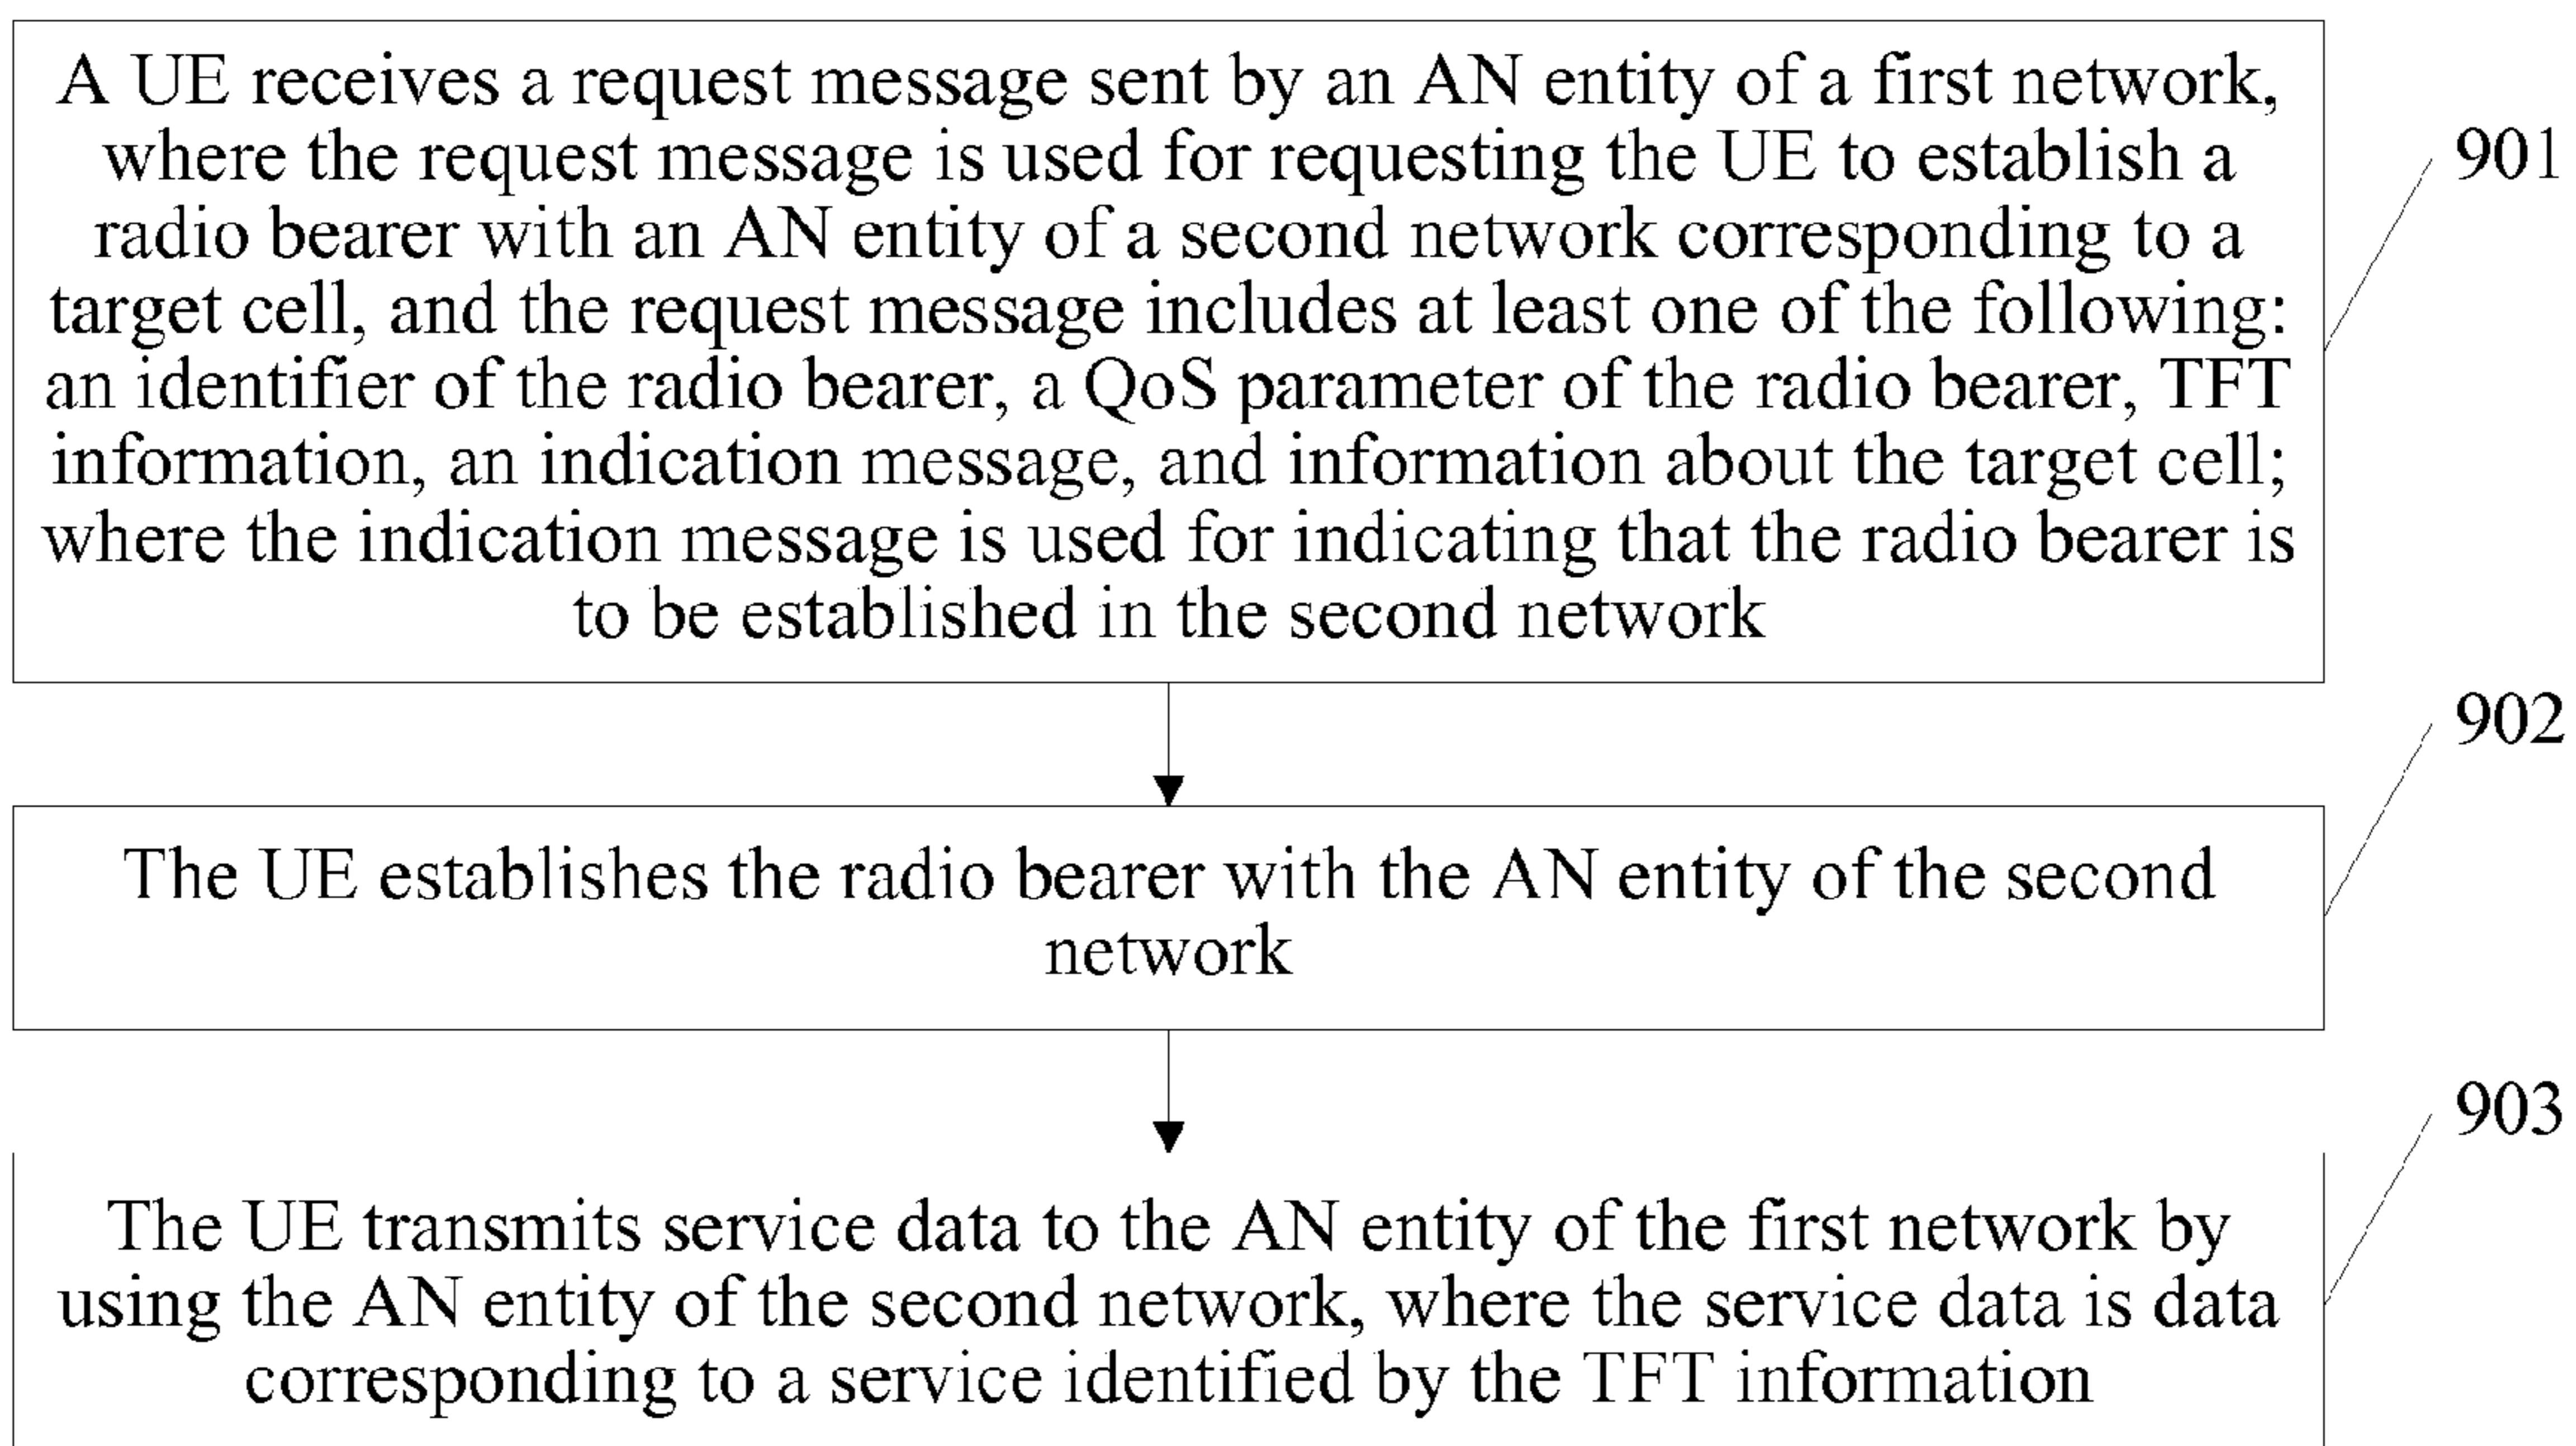 A UE receives a request message sent by an AN entity of a first network,
where the request message is used for requesting the UE to establish a
radio bearer with an AN entity of a second network corresponding to a
target cell, and the request message includes at least one of the following:
an identifier of the radio bearer, a QoS parameter of the radio bearer, TFT
information, an indication message, and information about the target cell;
where the indication message is used for indicating that the radio bearer is
to be established in the second network
901
The UE establishes the radio bearer with the AN entity of the second
network
902
The UE transmits service data to the AN entity of the first network by
using the AN entity of the second network, where the service data is data
corresponding to a service identified by the TFT information
903